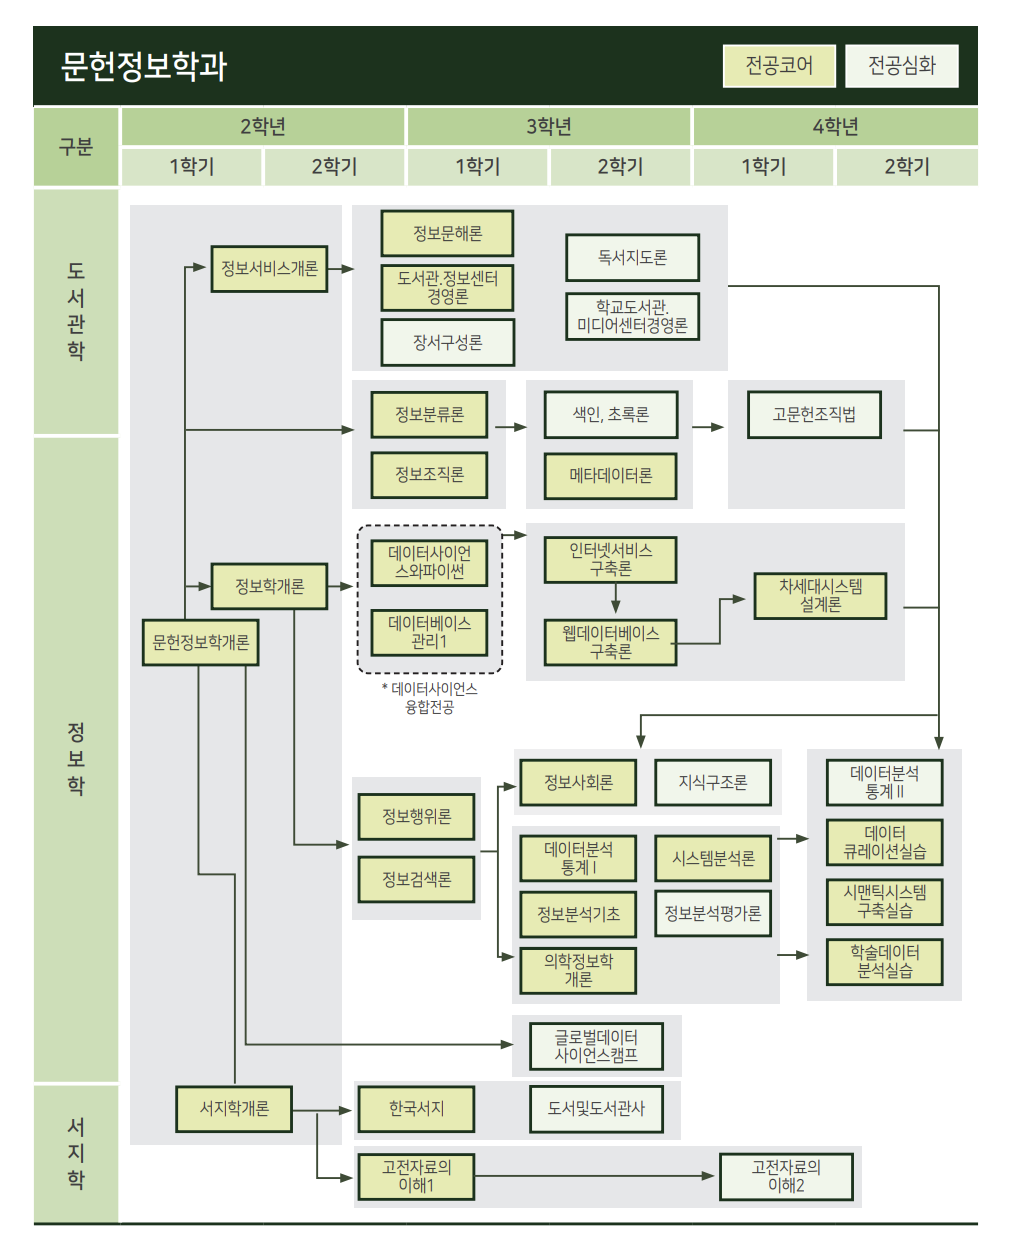 문헌정보학과
전공코어
전공심화
구분
2학년
3학년
4학년
1학기
2학기
1학기
2학기
1학기
2학기
도
서
관
학
정보서비스개론
정보문해론
도서관.정보센터
경영론
장서구성론
독서지도론
학교도서관.
미디어센터경영론
정보분류론
정보조직론
색인, 초록론
메타데이터론
고문헌조직법
정
보
학
정보학개론
문헌정보학개론
데이터사이언
스와파이썬
데이터베이스
관리1
* 데이터사이언스
융합전공
인터넷서비스
구축론
웹데이터베이스
구축론
차세대시스템
설계론
정보행위론
정보검색론
정보사회론
지식구조론
데이터분석
통계 I
시스템분석론
정보분석기초
정보분석평가론
의학정보학
개론
데이터분석
통계 II
데이터
큐레이션실습
시맨틱시스템
구축실습
학술데이터
분석실습
글로벌데이터
사이언스캠프
서
지
학
서지학개론
한국서지
도서및도서관사
고전자료의
이해1
고전자료의
이해2